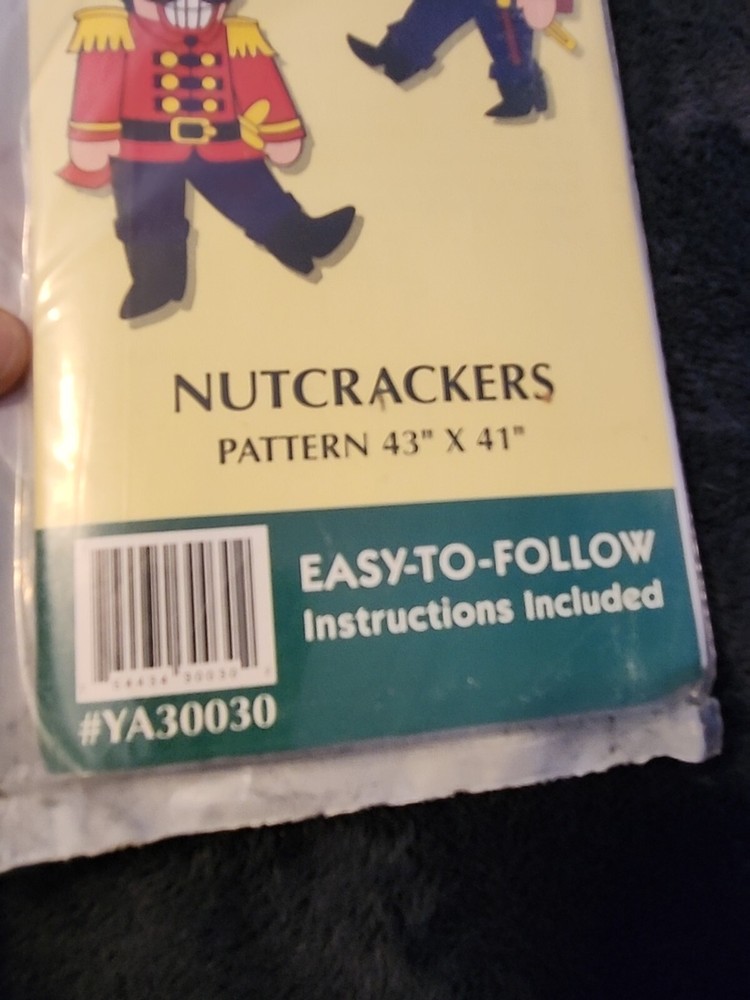 NUTCRACKERS
PATTERN 43" X 41"
EASY-TO-FOLLOW
Instructions Included
#YA30030